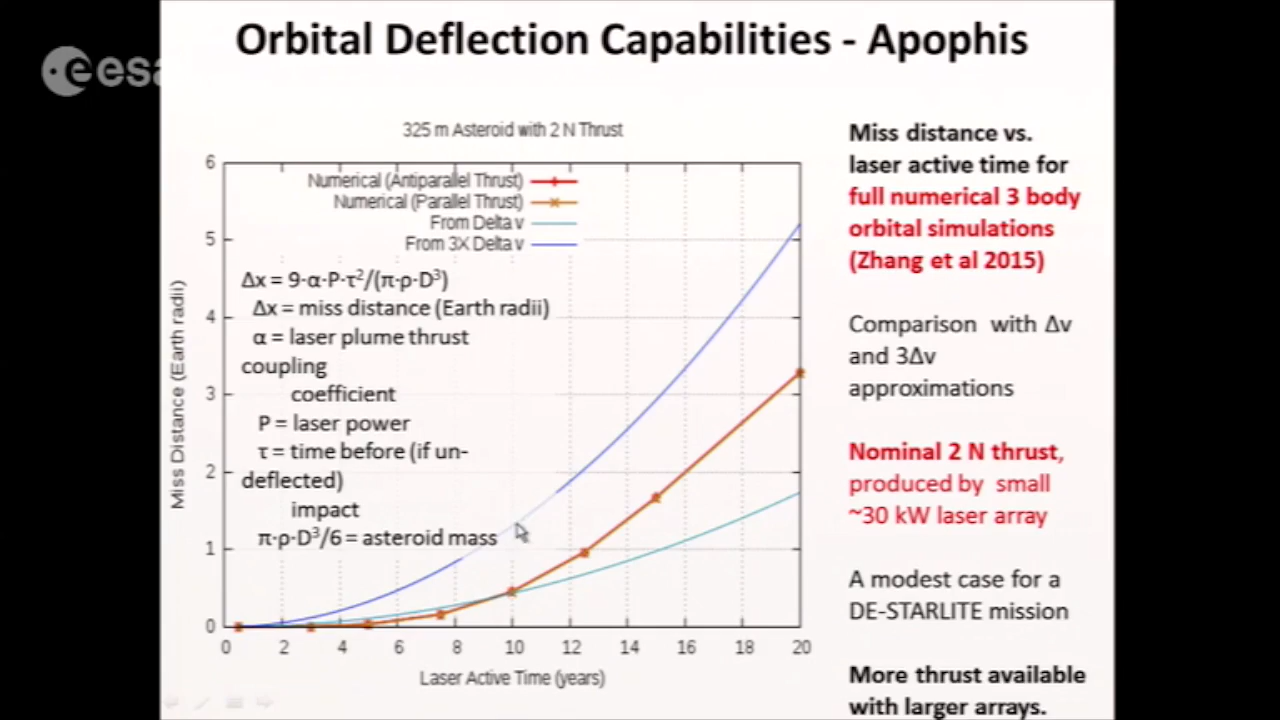 Orbital Deflection Capabilities - Apophis
esa
325 m Asteroid with 2 N Thrust
6
5
4
3
2
1
0
Miss Distance (Earth radii)
Numerical (Antiparallel Thrust)
Numerical (Parallel Thrust)
From Delta v
From 3X Delta v
Δx = 9·α·P·τ²/(π·ρ·D³)
Δx = miss distance (Earth radii)
α = laser plume thrust
coupling
coefficient
P = laser power
τ = time before (if un-
deflected)
impact
π·ρ·D³/6 = asteroid mass
0 2 4 6 8 10 12 14 16 18 20
Laser Active Time (years)
Miss distance vs.
laser active time for
full numerical 3 body
orbital simulations
(Zhang et al 2015)
Comparison with Δv
and 3Δv
approximations
Nominal 2 N thrust,
produced by small
~30 kW laser array
A modest case for a
DE-STARLITE mission
More thrust available
with larger arrays.